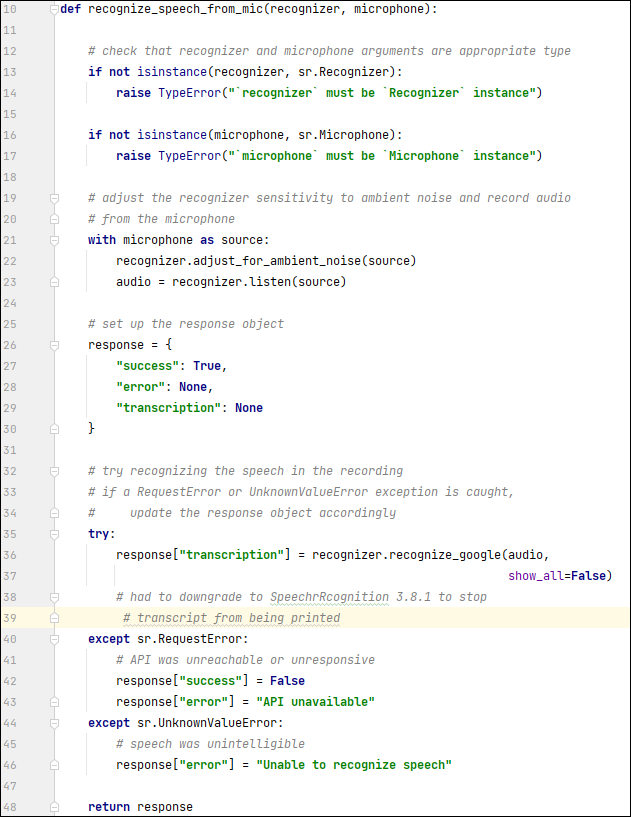 10 def recognize_speech_from_mic(recognizer, microphone):
11
12     # check that recognizer and microphone arguments are appropriate type
13     if not isinstance(recognizer, sr.Recognizer):
14         raise TypeError("`recognizer` must be `Recognizer` instance")
15
16     if not isinstance(microphone, sr.Microphone):
17         raise TypeError("`microphone` must be `Microphone` instance")
18
19     # adjust the recognizer sensitivity to ambient noise and record audio
20     # from the microphone
21     with microphone as source:
22         recognizer.adjust_for_ambient_noise(source)
23         audio = recognizer.listen(source)
24
25     # set up the response object
26     response = {
27         "success": True,
28         "error": None,
29         "transcription": None
30     }
31
32     # try recognizing the speech in the recording
33     # if a RequestError or UnknownValueError exception is caught,
34     #     update the response object accordingly
35     try:
36         response["transcription"] = recognizer.recognize_google(audio,
37                                                                 show_all=False)
38         # had to downgrade to SpeechrRcognition 3.8.1 to stop
39          # transcript from being printed
40     except sr.RequestError:
41         # API was unreachable or unresponsive
42         response["success"] = False
43         response["error"] = "API unavailable"
44     except sr.UnknownValueError:
45         # speech was unintelligible
46         response["error"] = "Unable to recognize speech"
47
48     return response